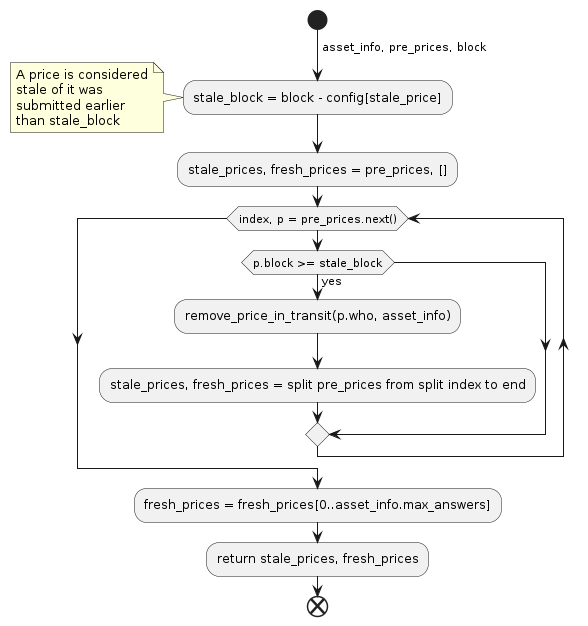 asset_info, pre_prices, block
A price is considered
stale of it was
submitted earlier
than stale_block
stale_block = block - config[stale_price]
stale_prices, fresh_prices = pre_prices, []
index, p = pre_prices.next()
p.block >= stale_block
yes
remove_price_in_transit(p.who, asset_info)
stale_prices, fresh_prices = split pre_prices from split index to end
fresh_prices = fresh_prices[0..asset_info.max_answers]
return stale_prices, fresh_prices